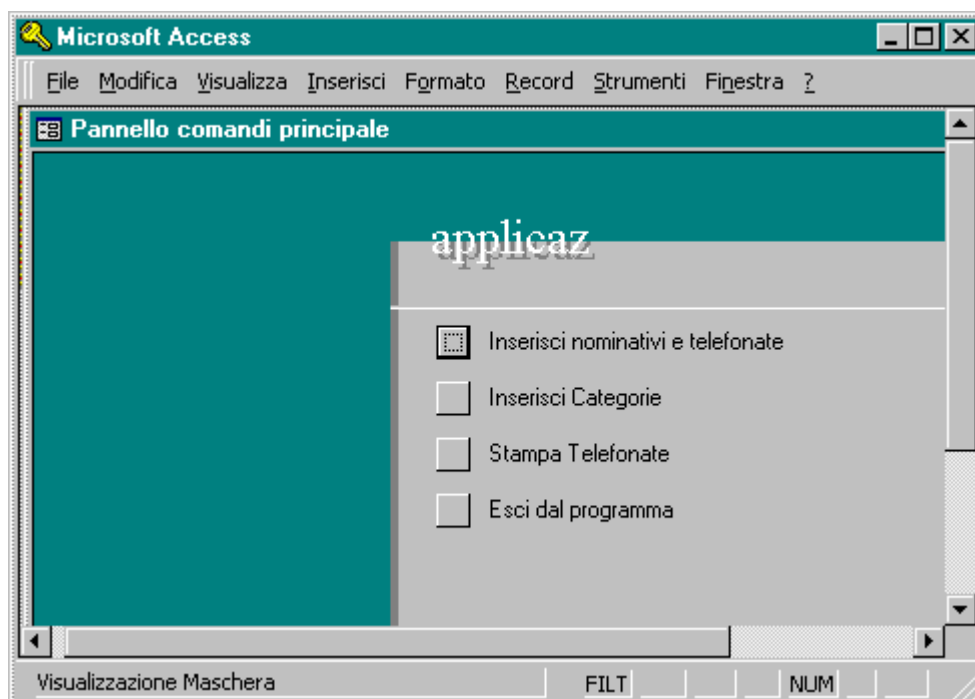 Microsoft Access
File Modifica Visualizza Inserisci Formato Record Strumenti Finestra ?
Pannello comandi principale
applicaz
Inserisci nominativi e telefonate
Inserisci Categorie
Stampa Telefonate
Esci dal programma
Visualizzazione Maschera FILT NUM